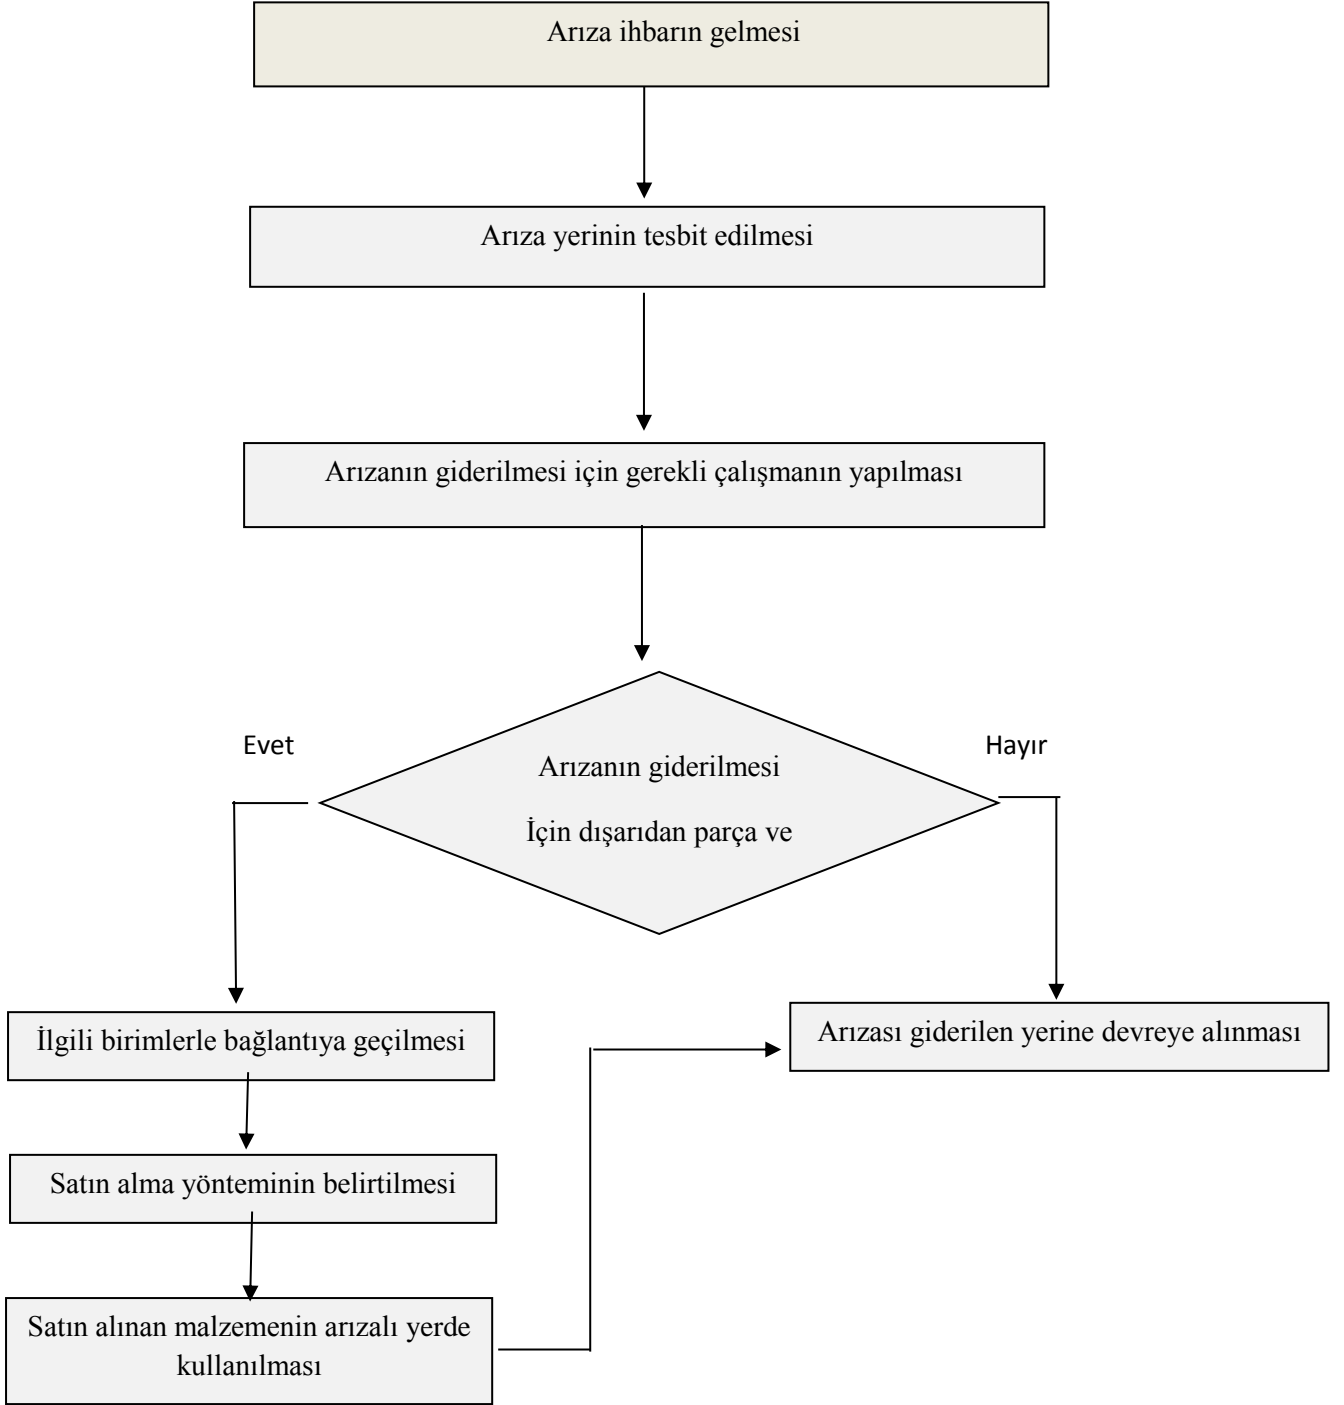 Arıza ihbarın gelmesi
Arıza yerinin tesbit edilmesi
Arızanın giderilmesi için gerekli çalışmanın yapılması
Evet
Hayır
Arızanın giderilmesi
İçin dışarıdan parça ve
İlgili birimlerle bağlantıya geçilmesi
Arızası giderilen yerine devreye alınması
Satın alma yönteminin belirtilmesi
Satın alınan malzemenin arızalı yerde
kullanılması